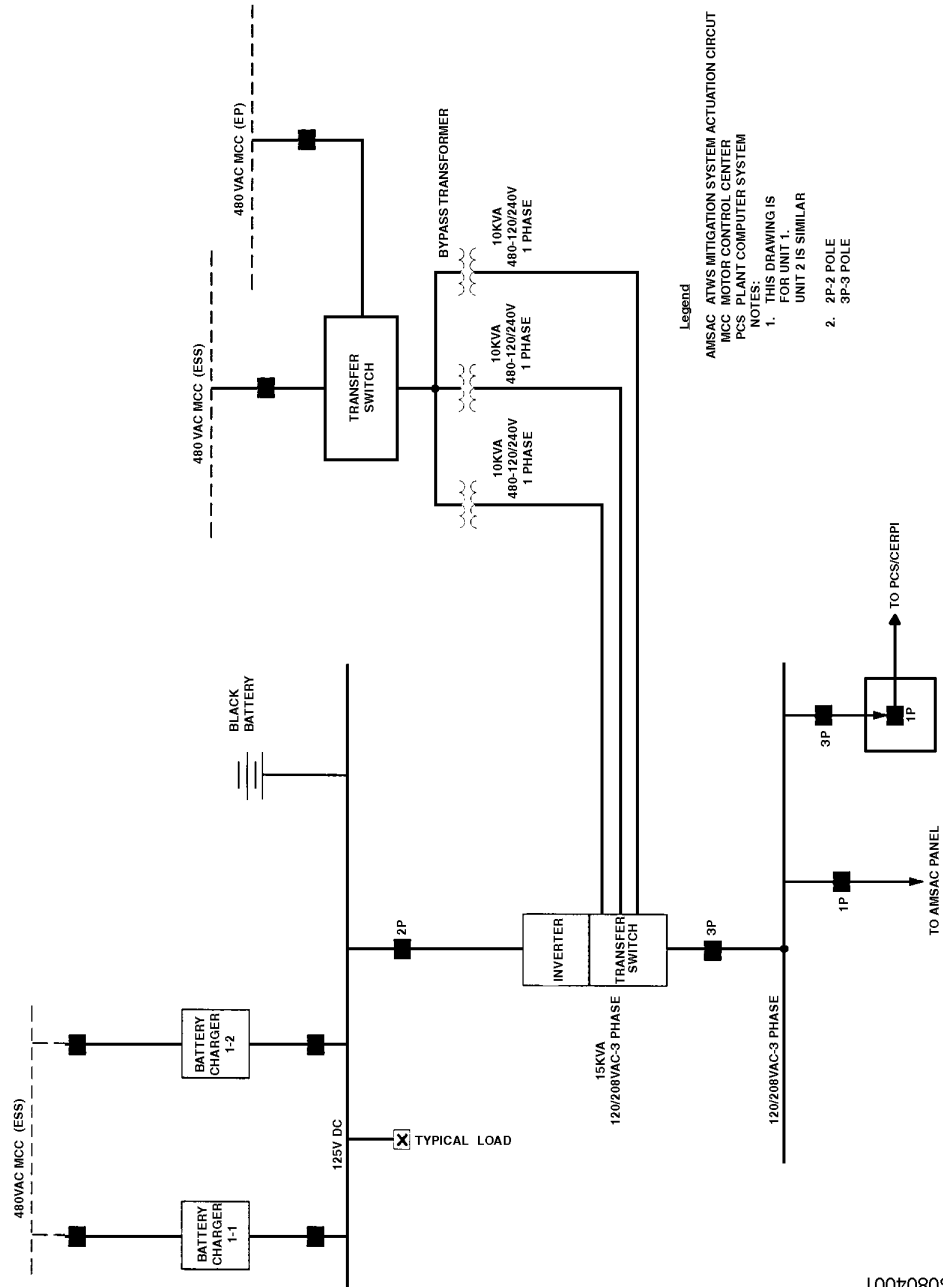 480VAC MCC (ESS)
BATTERY
CHARGER
1-1
BATTERY
CHARGER
1-2
125V DC
TYPICAL LOAD
BLACK
BATTERY
2P
INVERTER
TRANSFER
SWITCH
15KVA
120/208VAC-3 PHASE
3P
120/208VAC-3 PHASE
1P
TO AMSAC PANEL
3P
1P
TO PCS/CERPI
480 VAC MCC (ESS)
480 VAC MCC (EP)
TRANSFER
SWITCH
BYPASS TRANSFORMER
10KVA
480-120/240V
1 PHASE
10KVA
480-120/240V
1 PHASE
10KVA
480-120/240V
1 PHASE
Legend
AMSAC ATWS MITIGATION SYSTEM ACTUATION CIRCUT
MCC MOTOR CONTROL CENTER
PCS PLANT COMPUTER SYSTEM
NOTES:
1. THIS DRAWING IS
FOR UNIT 1.
UNIT 2 IS SIMILAR
2. 2P-2 POLE
3P-3 POLE